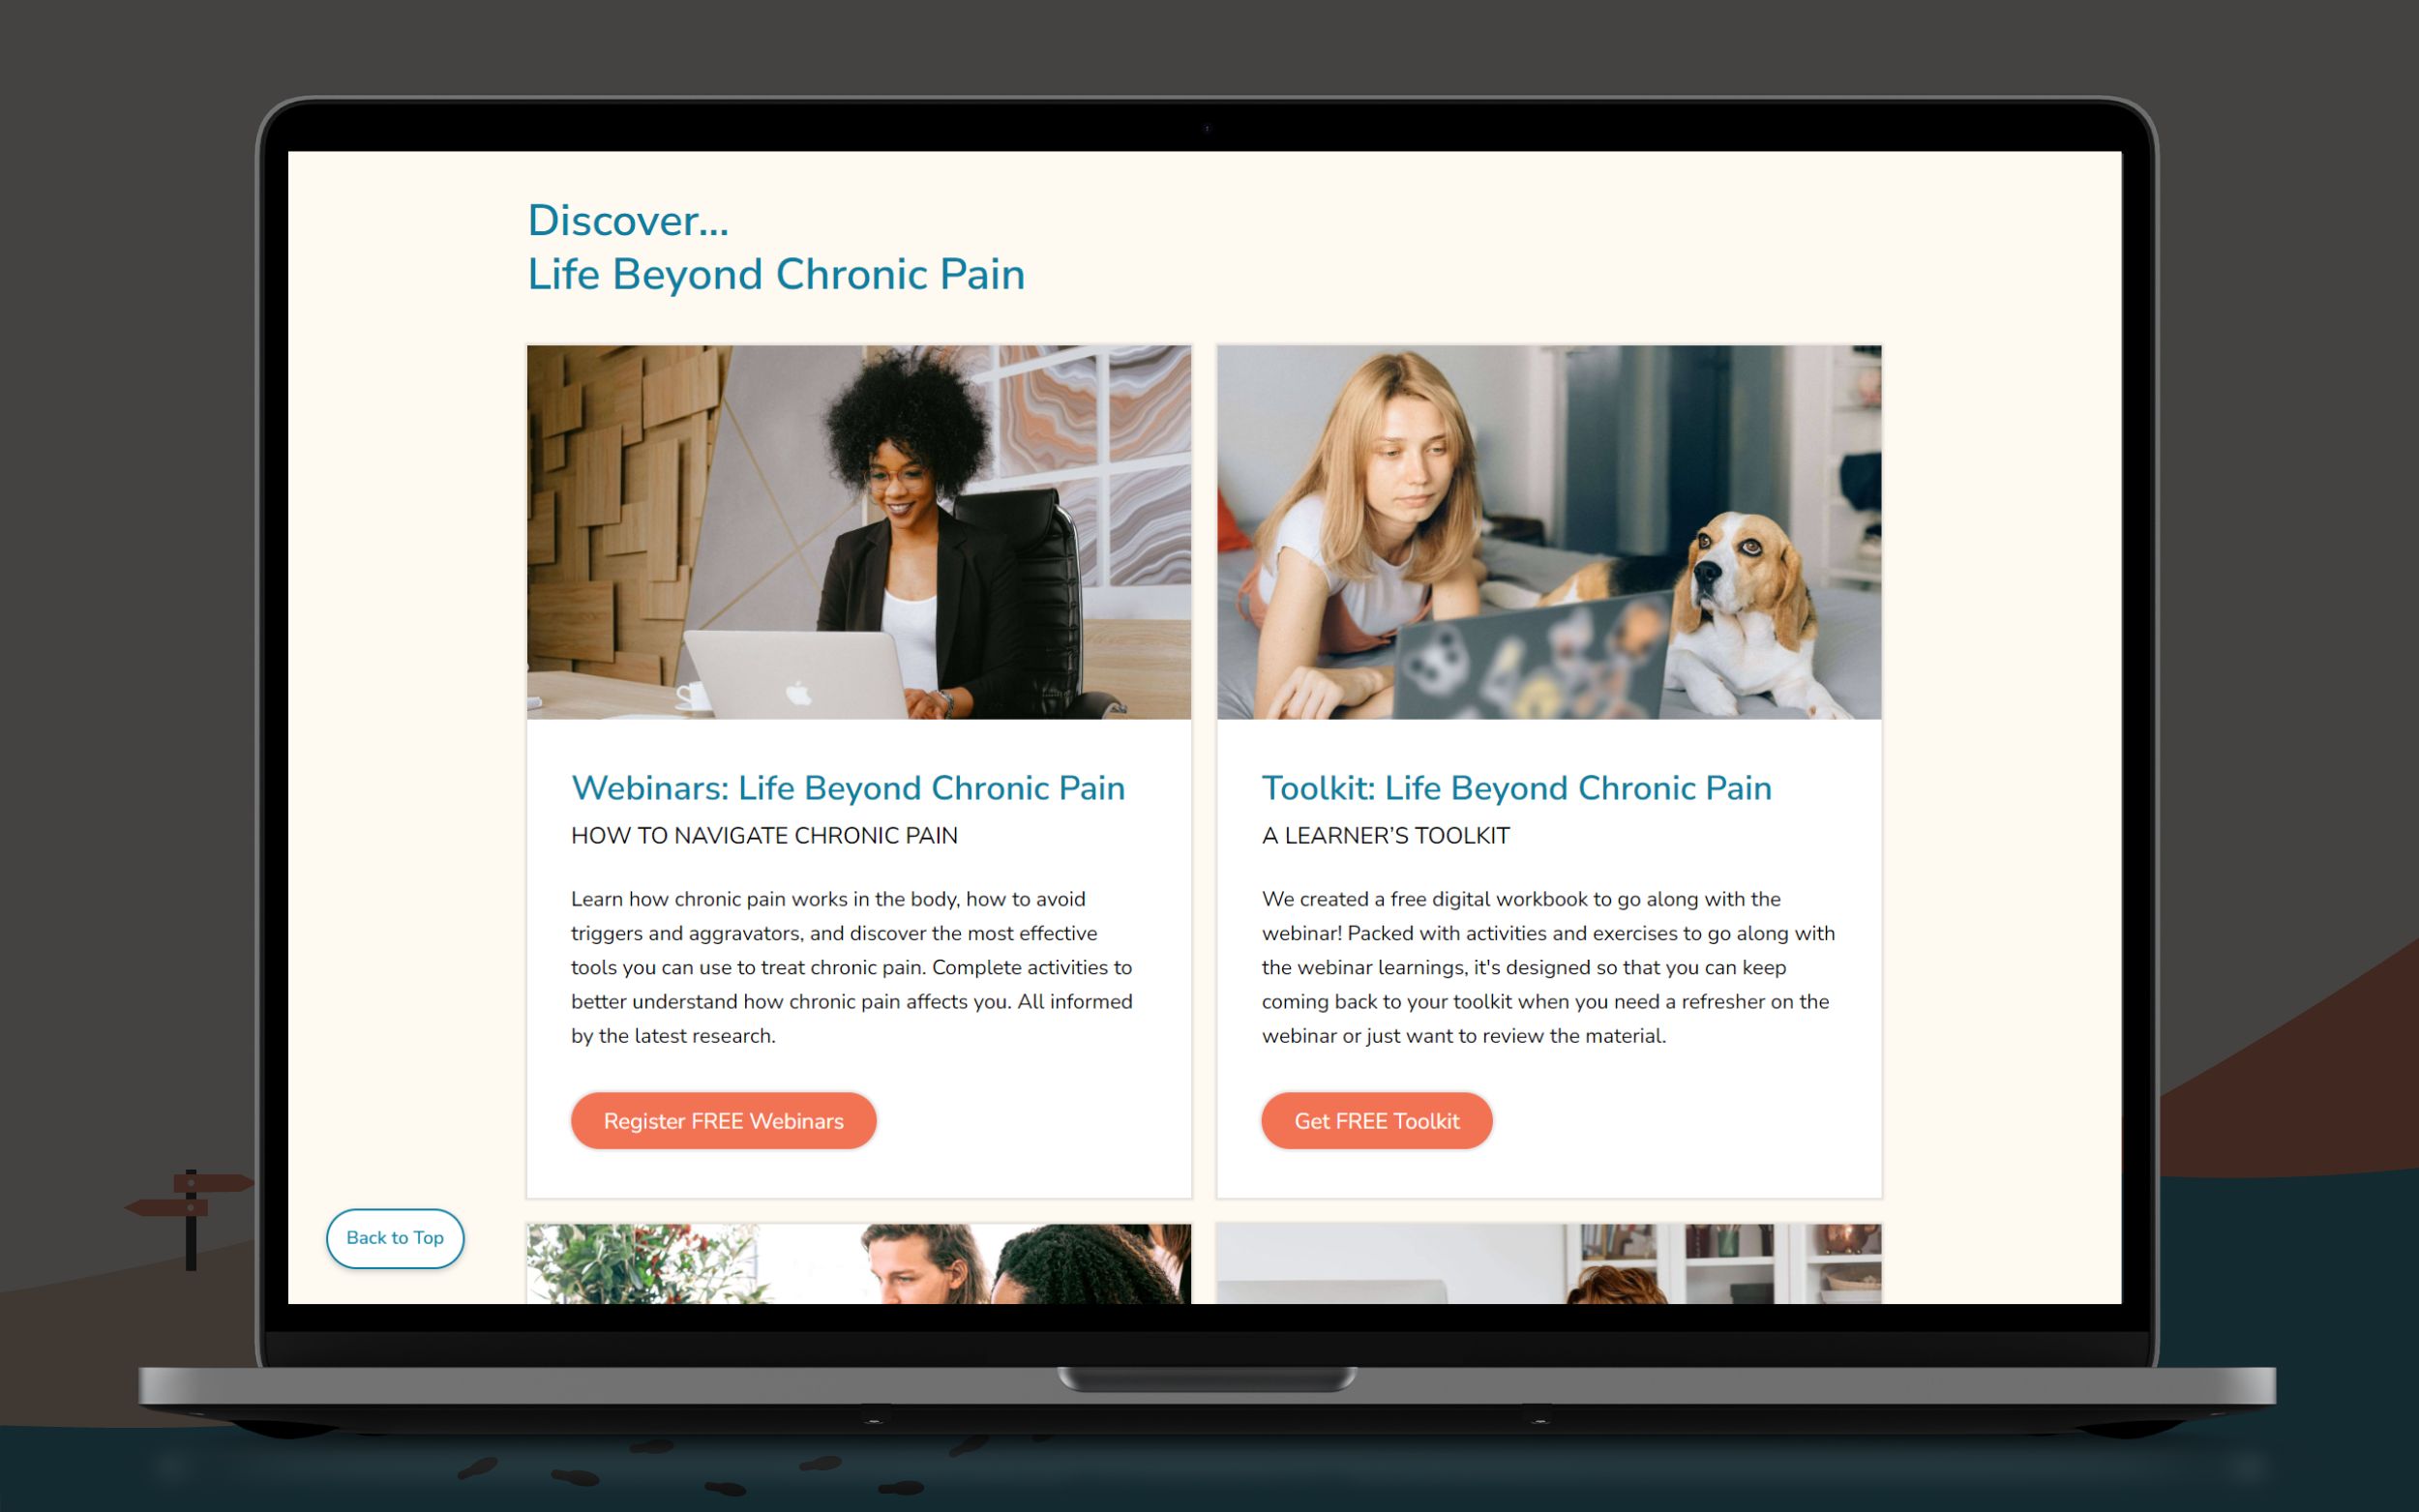 Discover...
Life Beyond Chronic Pain
Webinars: Life Beyond Chronic Pain
HOW TO NAVIGATE CHRONIC PAIN
Learn how chronic pain works in the body, how to avoid
triggers and aggravators, and discover the most effective
tools you can use to treat chronic pain. Complete activities to
better understand how chronic pain affects you. All informed
by the latest research.
Register FREE Webinars
Toolkit: Life Beyond Chronic Pain
A LEARNER’S TOOLKIT
We created a free digital workbook to go along with the
webinar! Packed with activities and exercises to go along with
the webinar learnings, it's designed so that you can keep
coming back to your toolkit when you need a refresher on the
webinar or just want to review the material.
Get FREE Toolkit
Back to Top